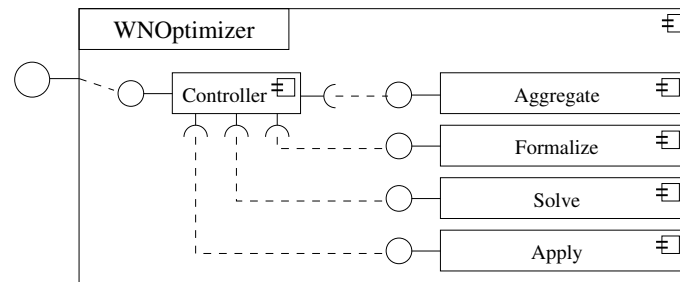 WNOptimizer
Controller
Aggregate
Formalize
Solve
Apply